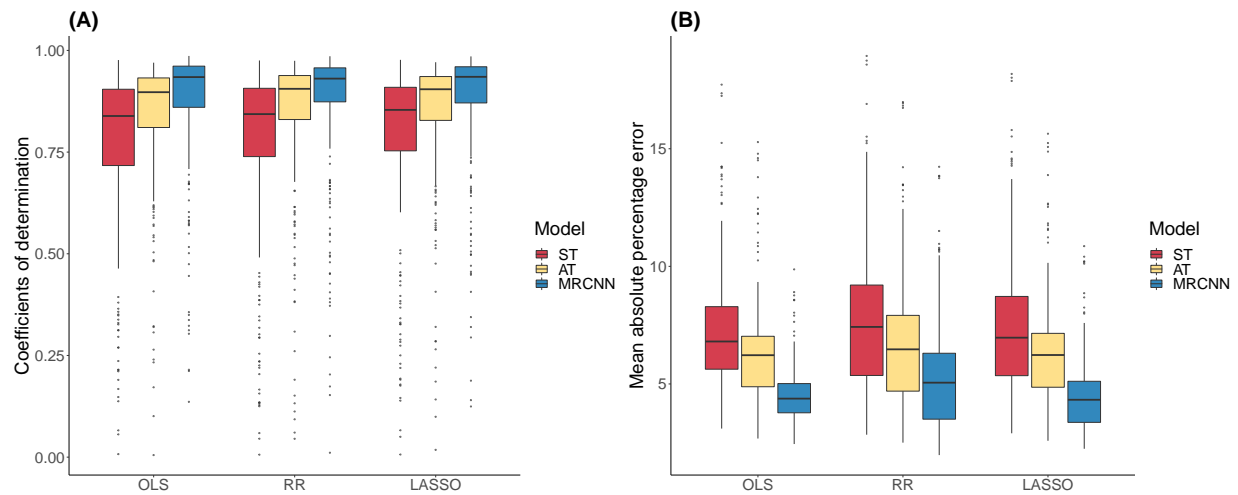 (A)
Coefficients of determination
1.00
0.75
0.50
0.25
0.00
OLS
RR
LASSO
Model
ST
AT
MRCNN
(B)
Mean absolute percentage error
15
10
5
OLS
RR
LASSO
Model
ST
AT
MRCNN